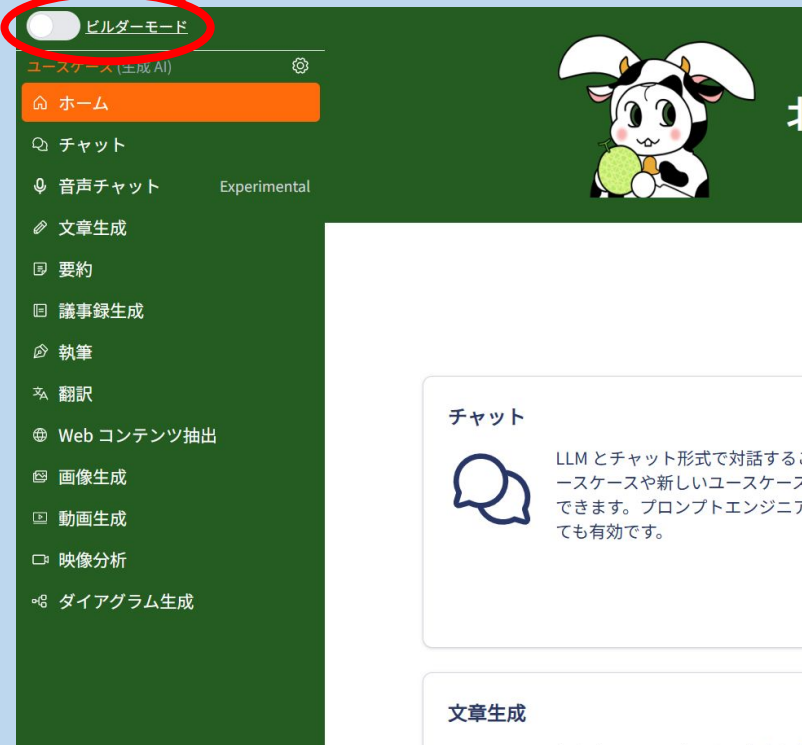 ビルダーモード
ユースケース (生成 AI)
ホーム
チャット
音声チャット Experimental
文章生成
要約
議事録生成
執筆
翻訳
Web コンテンツ抽出
画像生成
動画生成
映像分析
ダイアグラム生成
チャット
LLM とチャット形式で対話する
ースケースや新しいユースケース
できます。プロンプトエンジニア
ても有効です。
文章生成